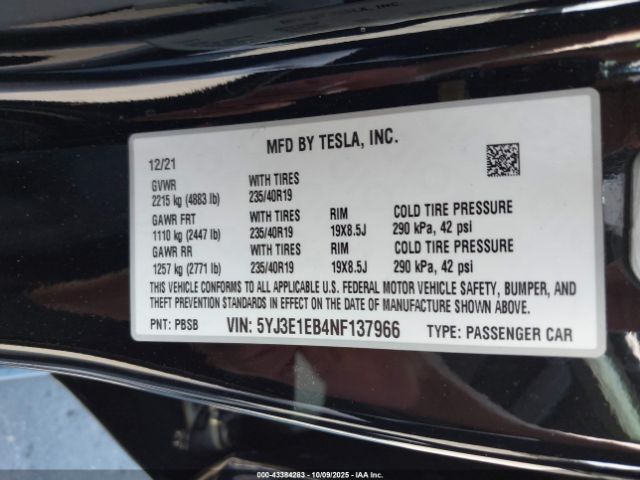 MFD BY TESLA, INC.
12/21
GVWR WITH TIRES
2215 kg (4883 lb) 235/40R19
GAWR FRT WITH TIRES RIM COLD TIRE PRESSURE
1110 kg (2447 lb) 235/40R19 19X8.5J 290 kPa, 42 psi
GAWR RR WITH TIRES RIM COLD TIRE PRESSURE
1257 kg (2771 lb) 235/40R19 19X8.5J 290 kPa, 42 psi
THIS VEHICLE CONFORMS TO ALL APPLICABLE U.S. FEDERAL MOTOR VEHICLE SAFETY, BUMPER, AND
THEFT PREVENTION STANDARDS IN EFFECT ON THE DATE OF MANUFACTURE SHOWN ABOVE.
PNT: PBSB VIN: 5YJ3E1EB4NF137966 TYPE: PASSENGER CAR
000-43384263 - 10/09/2025 - IAA Inc.